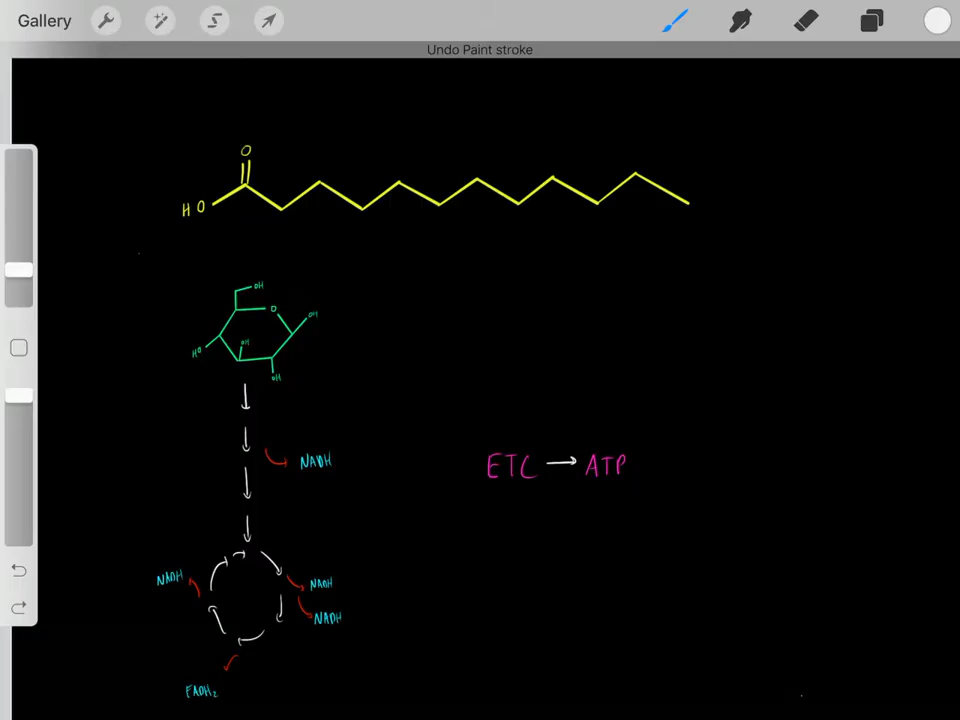 Gallery
Undo Paint stroke
O
HO
OH
O
OH
HO
OH
OH
NADH
ETC → ATP
NADH
NADH
NADH
FADH₂